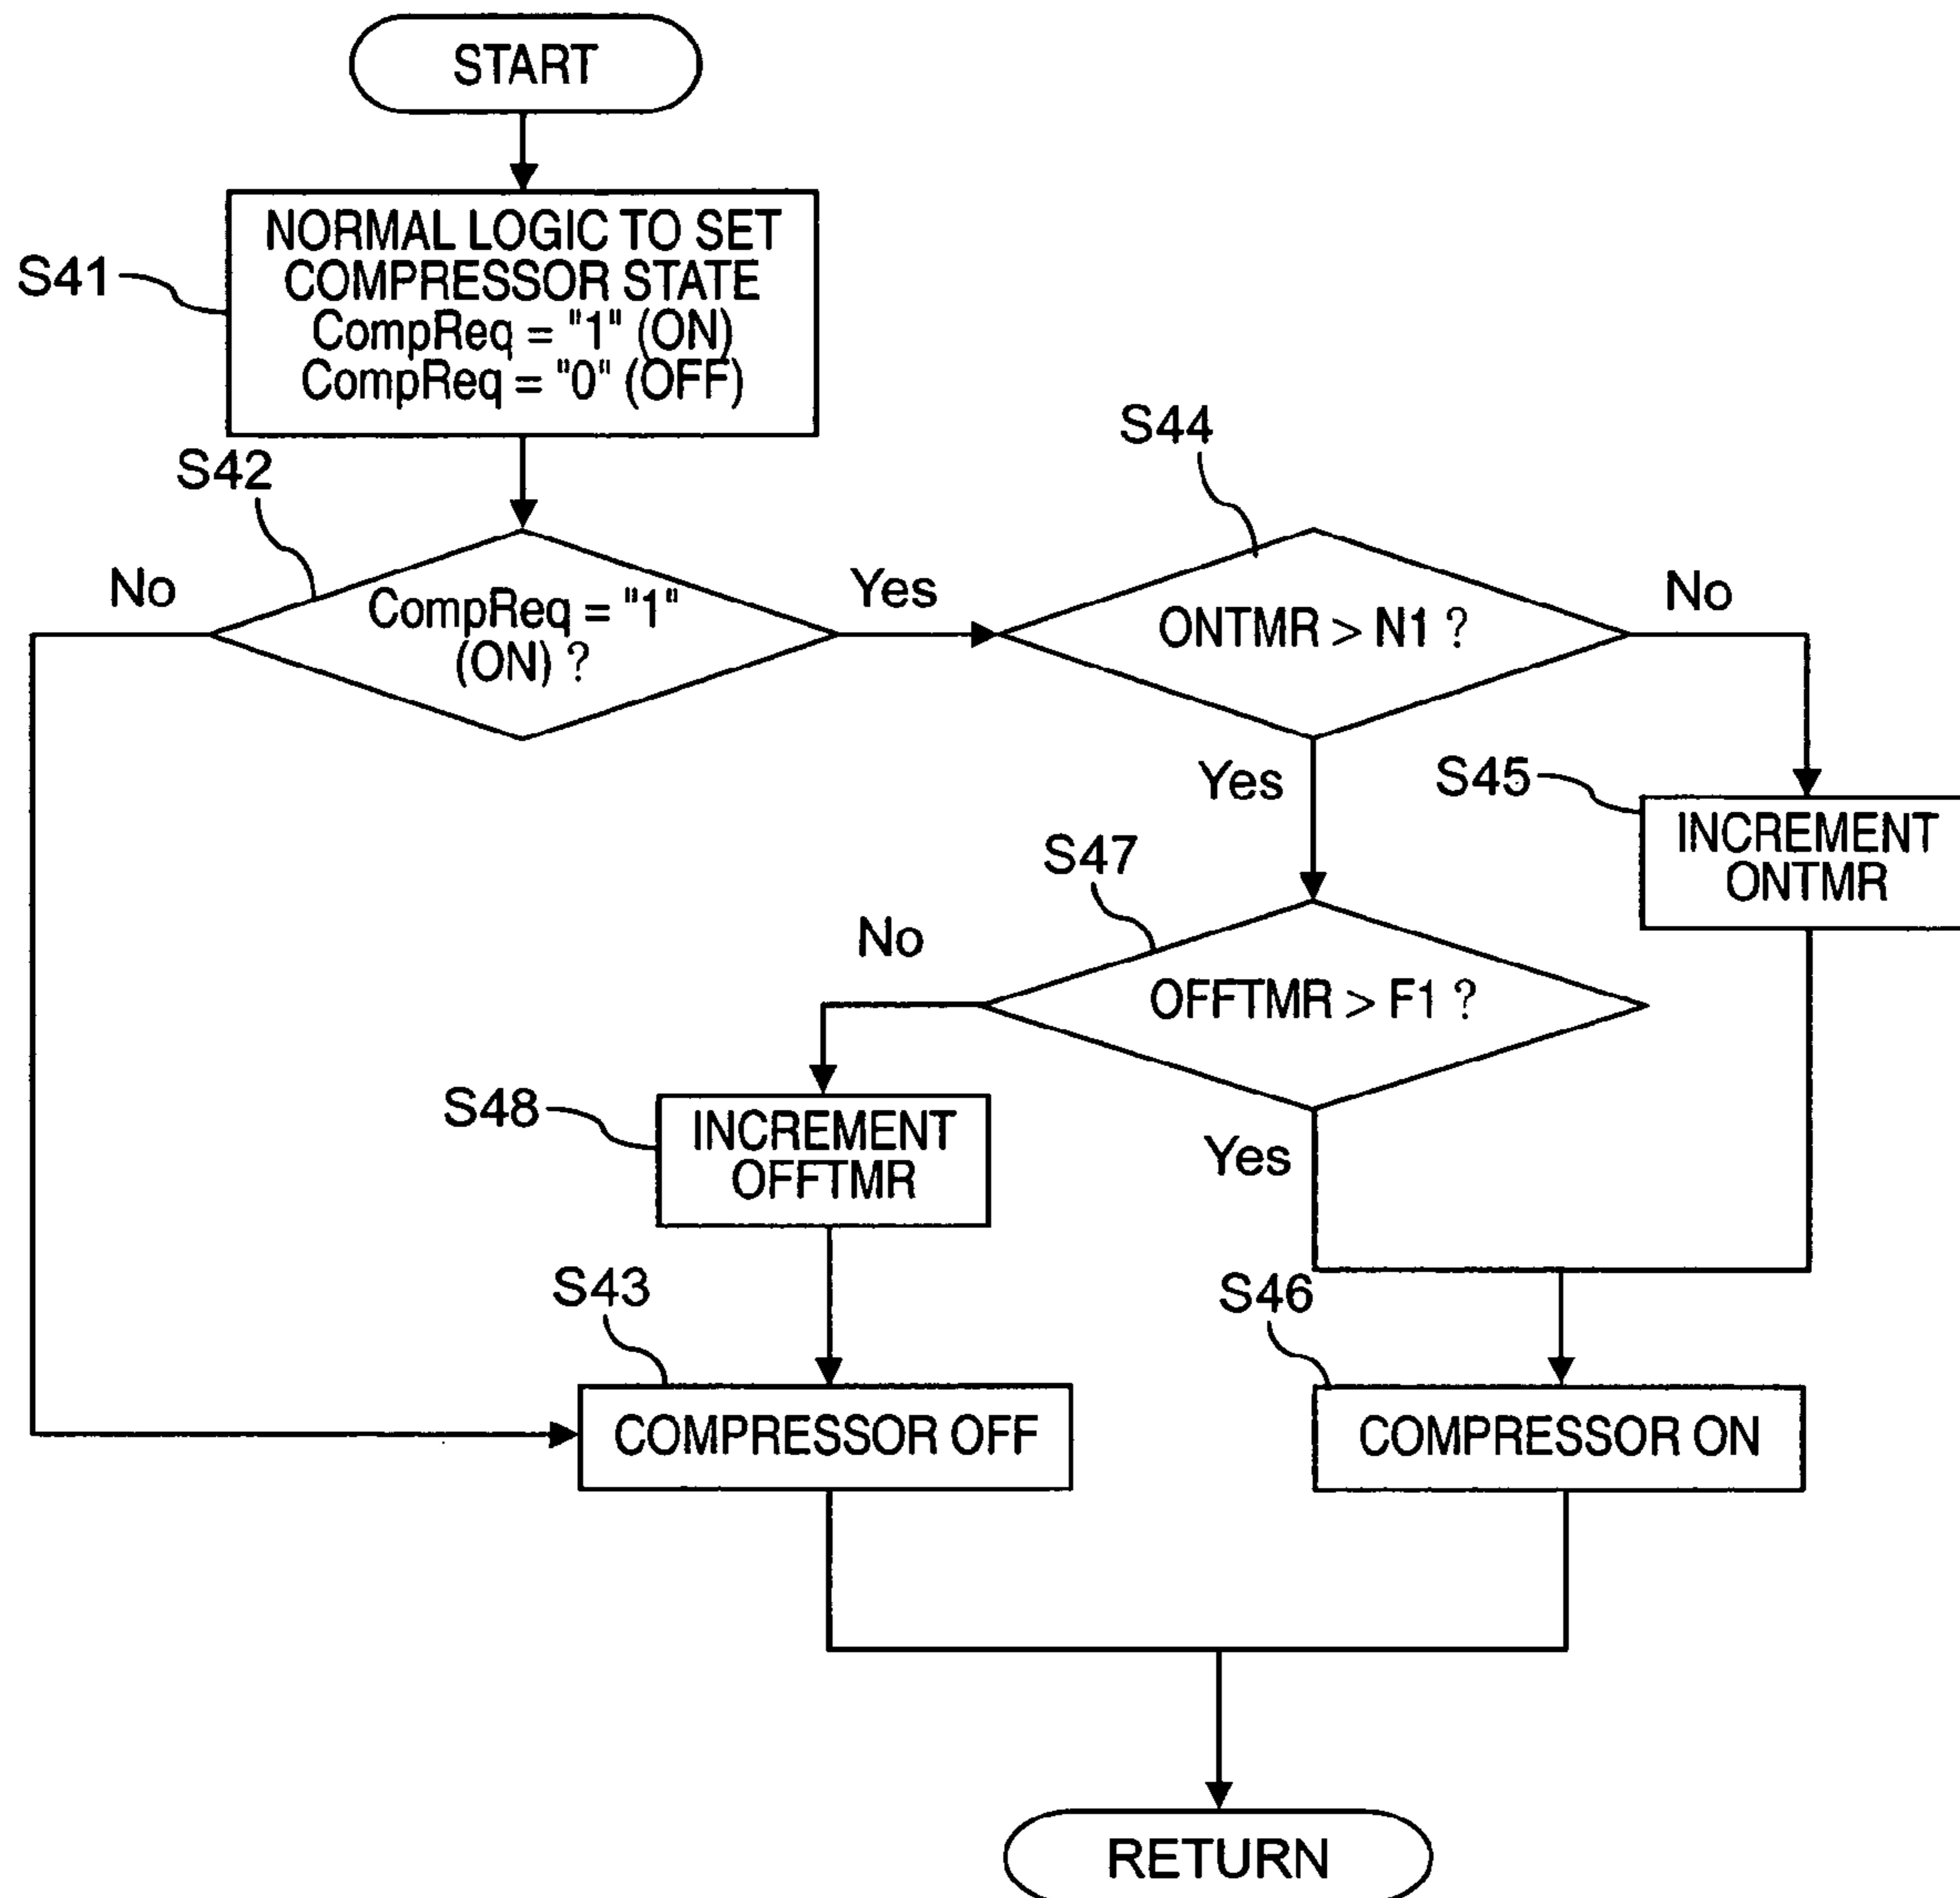 START
S41
NORMAL LOGIC TO SET
COMPRESSOR STATE
CompReq = "1" (ON)
CompReq = "0" (OFF)
S42
No
CompReq = "1"
(ON) ?
Yes
S44
ONTMR > N1 ?
No
Yes
S45
INCREMENT
ONTMR
S47
No
OFFTMR > F1 ?
S48
INCREMENT
OFFTMR
Yes
S43
COMPRESSOR OFF
S46
COMPRESSOR ON
RETURN